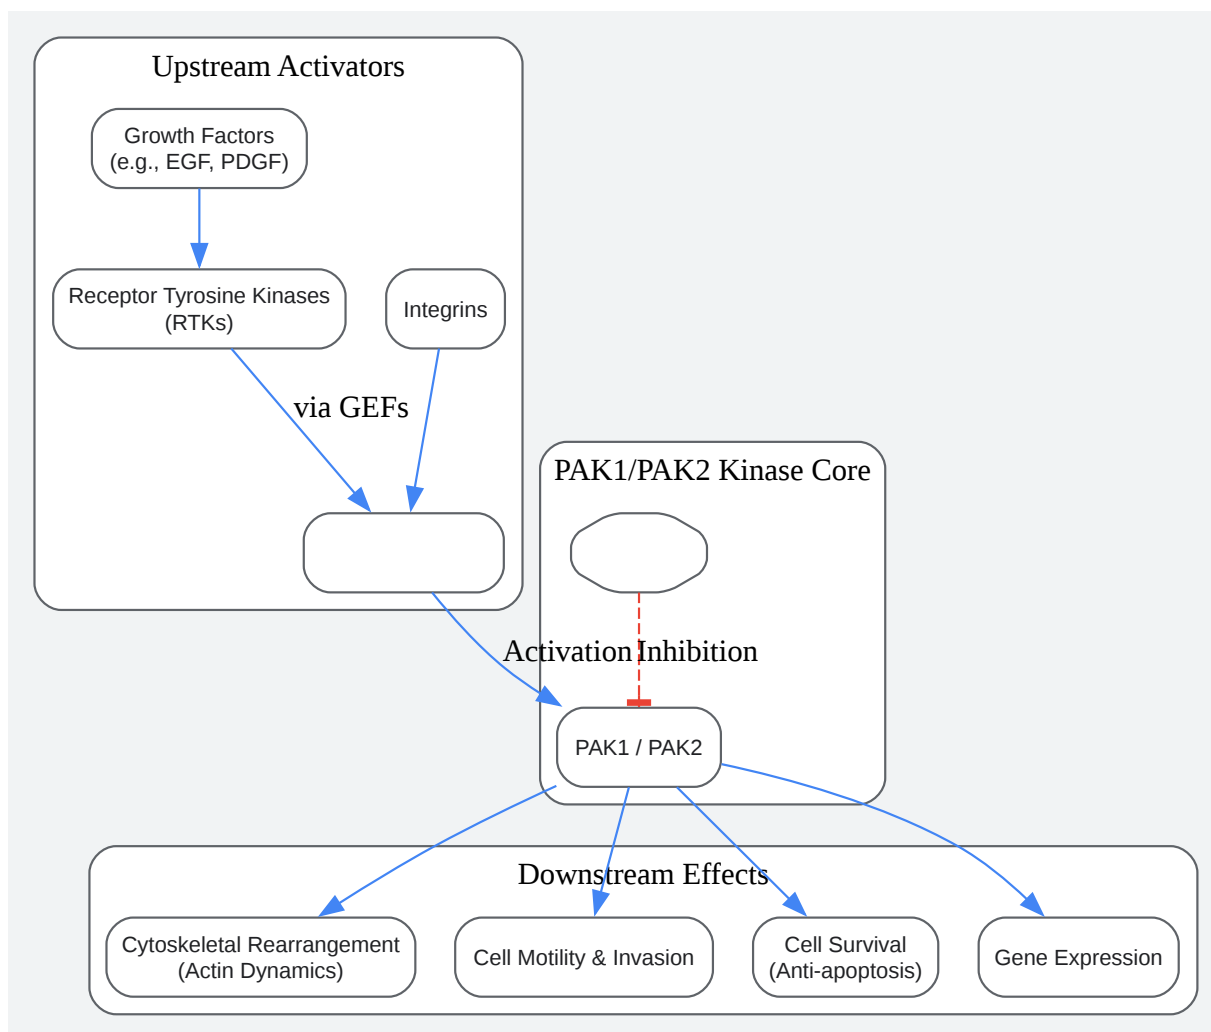 Upstream Activators
Growth Factors
(e.g., EGF, PDGF)
Receptor Tyrosine Kinases
(RTKs)
Integrins
via GEFs
PAK1/PAK2 Kinase Core
Activation
Inhibition
PAK1 / PAK2
Downstream Effects
Cytoskeletal Rearrangement
(Actin Dynamics)
Cell Motility & Invasion
Cell Survival
(Anti-apoptosis)
Gene Expression